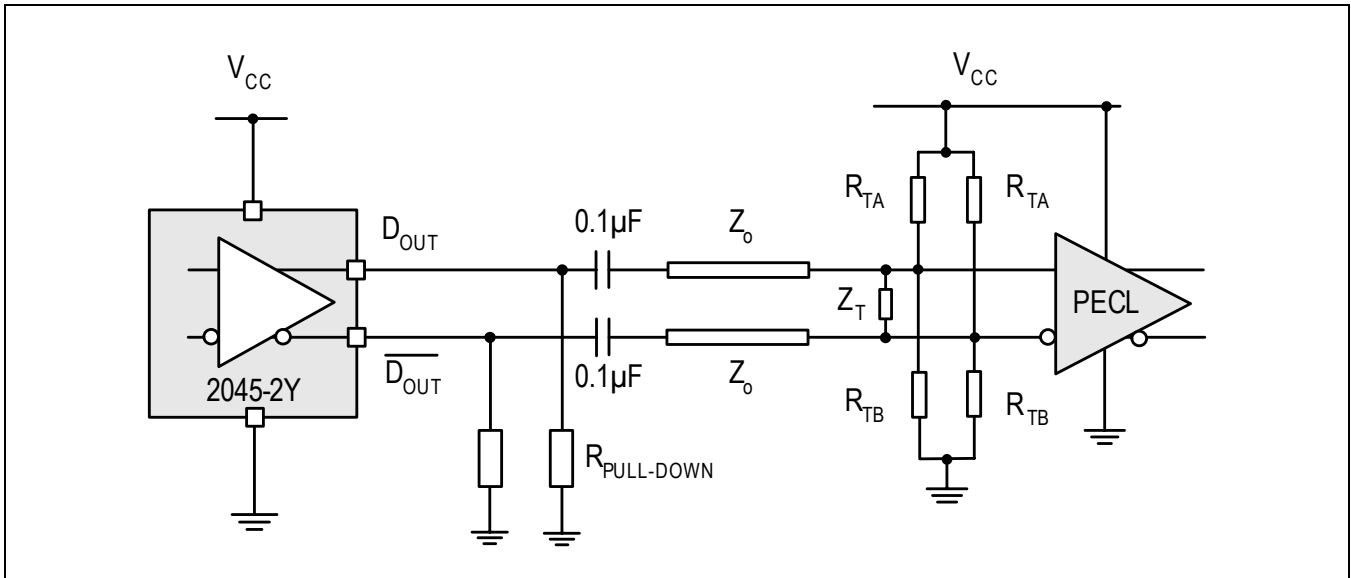 V_CC
V_CC
R_TA
R_TA
D_OUT
0.1µF
Z_o
Z_T
PECL
D_OUT
0.1µF
Z_o
2045-2Y
R_TB
R_TB
R_PULL-DOWN